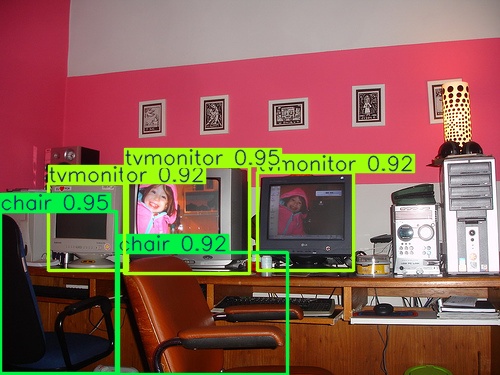 tvmonitor 0.95
tvmonitor 0.92
tvmonitor 0.92
chair 0.95
chair 0.92